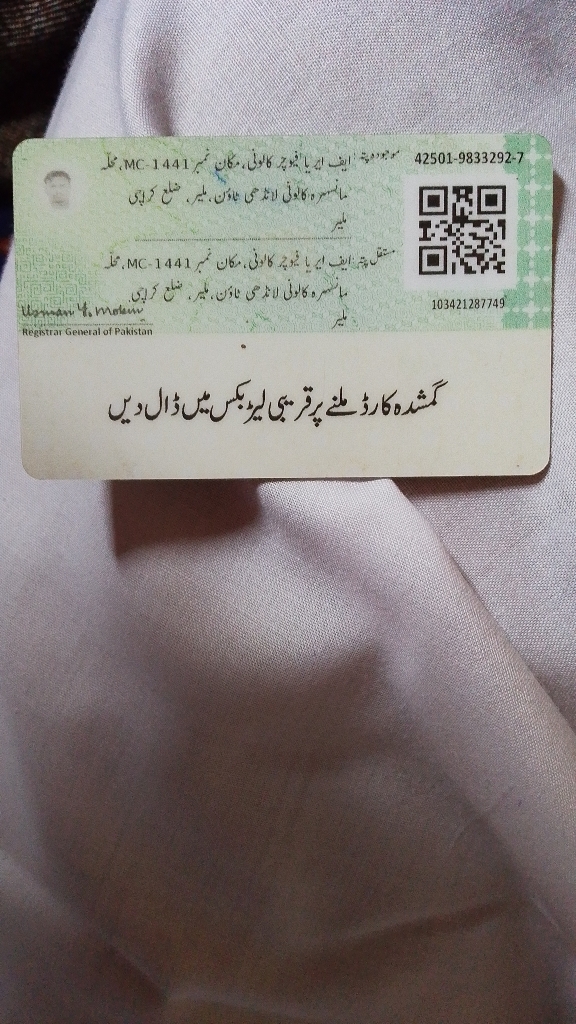 موجودہ پتہ: ایف ایریا فیوچر کالونی، مکان نمبر MC-1441، محلہ
مانسہرہ کالونی لانڈھی ٹاؤن، ملیر، ضلع کراچی
ملیر
42501-9833292-7
مستقل پتہ: ایف ایریا فیوچر کالونی، مکان نمبر MC-1441، محلہ
مانسہرہ کالونی لانڈھی ٹاؤن، ملیر، ضلع کراچی
ملیر
103421287749
Usman Y. Mobin
Registrar General of Pakistan
گمشدہ کارڈ ملنے پر قریبی لیٹر بکس میں ڈال دیں